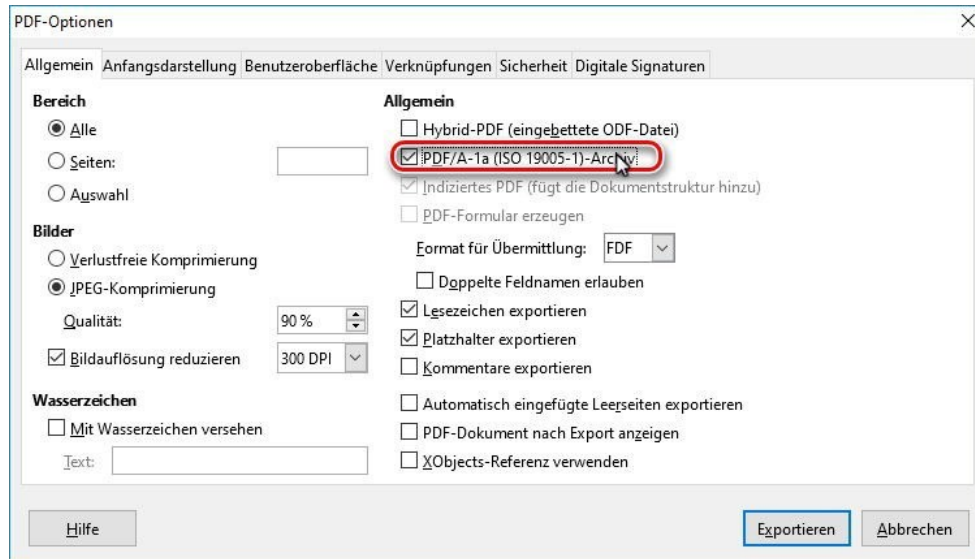 PDF-Optionen
Allgemein Anfangsdarstellung Benutzeroberfläche Verknüpfungen Sicherheit Digitale Signaturen
Bereich
Alle
Seiten:
Auswahl
Bilder
Verlustfreie Komprimierung
JPEG-Komprimierung
Qualität: 90 %
Bildauflösung reduzieren 300 DPI
Wasserzeichen
Mit Wasserzeichen versehen
Text:
Allgemein
Hybrid-PDF (eingebettete ODF-Datei)
PDF/A-1a (ISO 19005-1)-Archiv
Indiziertes PDF (fügt die Dokumentstruktur hinzu)
PDF-Formular erzeugen
Format für Übermittlung: FDF
Doppelte Feldnamen erlauben
Lesezeichen exportieren
Platzhalter exportieren
Kommentare exportieren
Automatisch eingefügte Leerseiten exportieren
PDF-Dokument nach Export anzeigen
XObjects-Referenz verwenden
Hilfe
Exportieren Abbrechen